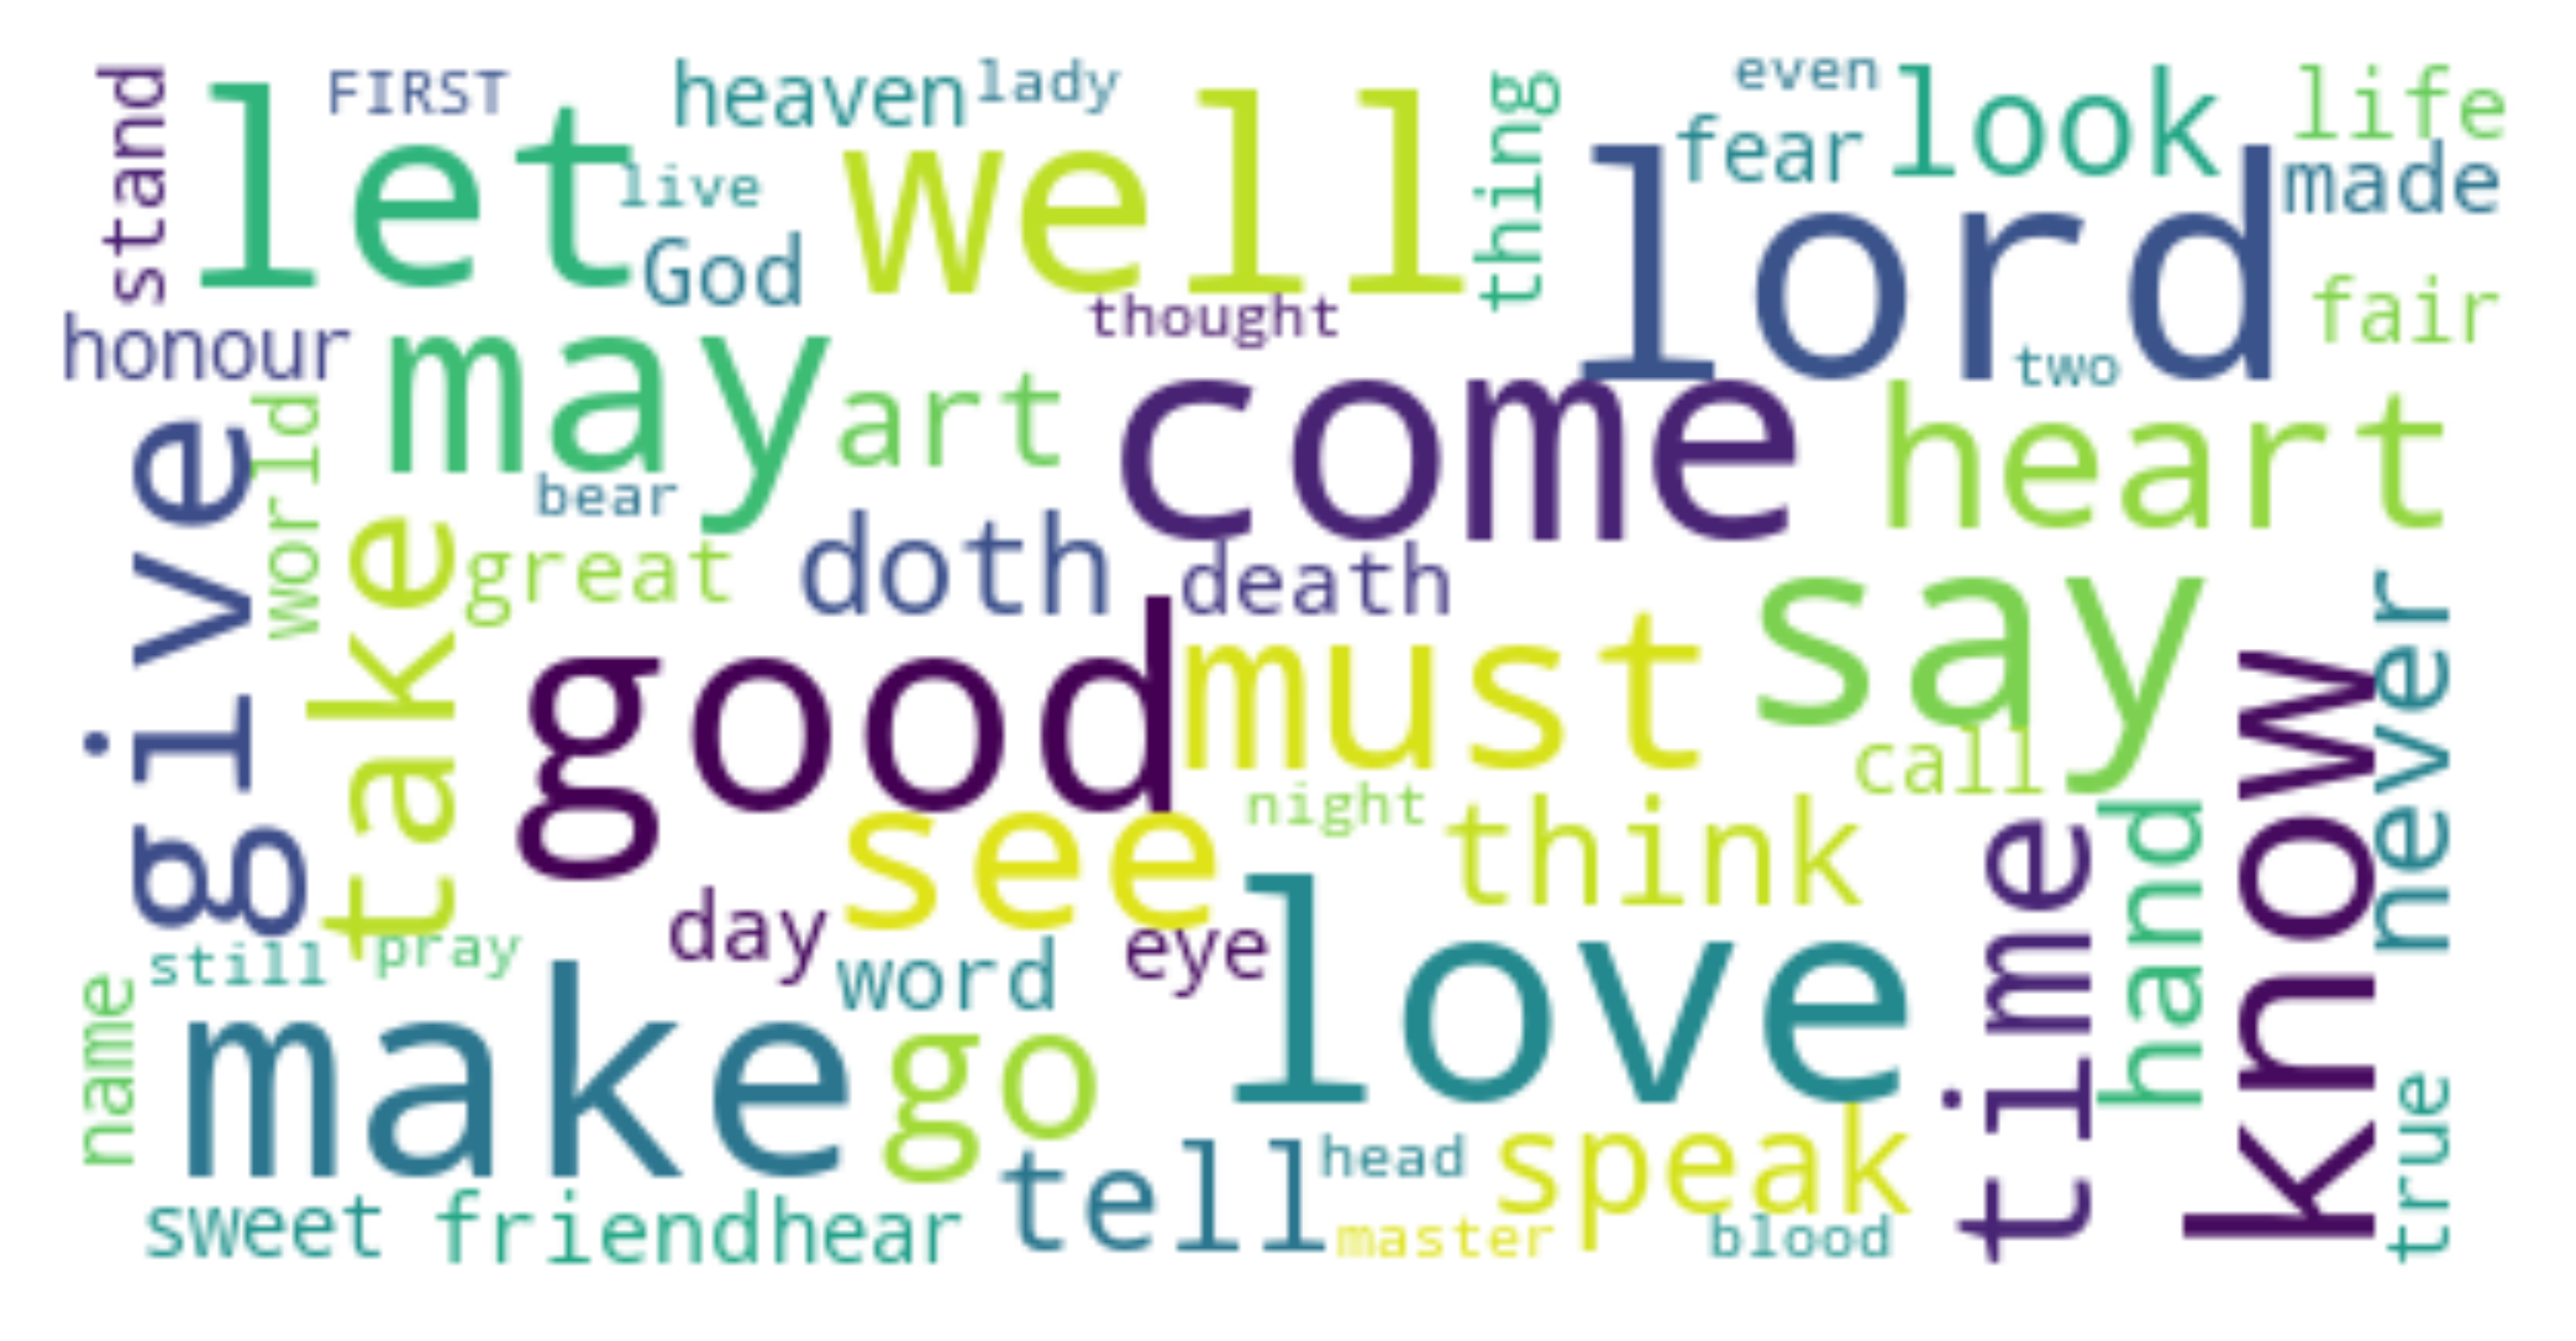 stand
let
FIRST
heaven
lady
live
God
well
thing
thought
even
fear
look
life
lord
made
fair
two
honour
may
art
come
heart
give
world
bear
take
great
doth
death
good
must
say
call
know
never
night
see
think
time
hand
day
eye
love
still
pray
word
name
make
go
tell
head
speak
true
sweet
friend
hear
master
blood